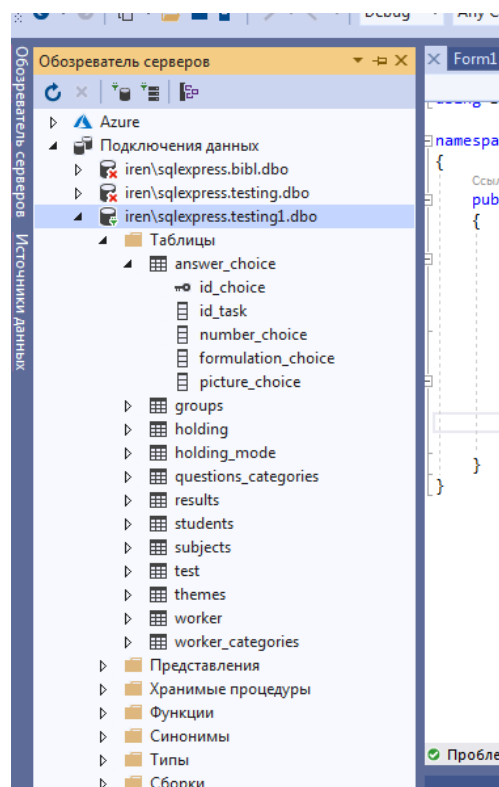 Debug
Обозреватель серверов
Form1
Azure
Подключения данных
iren\sqlexpress.bibl.dbo
iren\sqlexpress.testing.dbo
iren\sqlexpress.testing1.dbo
Таблицы
answer_choice
id_choice
id_task
number_choice
formulation_choice
picture_choice
groups
holding
holding_mode
questions_categories
results
students
subjects
test
themes
worker
worker_categories
Представления
Хранимые процедуры
Функции
Синонимы
Типы
Сборки
Обозреватель серверов
Источники данных
namespa
{
Ссыл
pub
{
}
}
Пробле